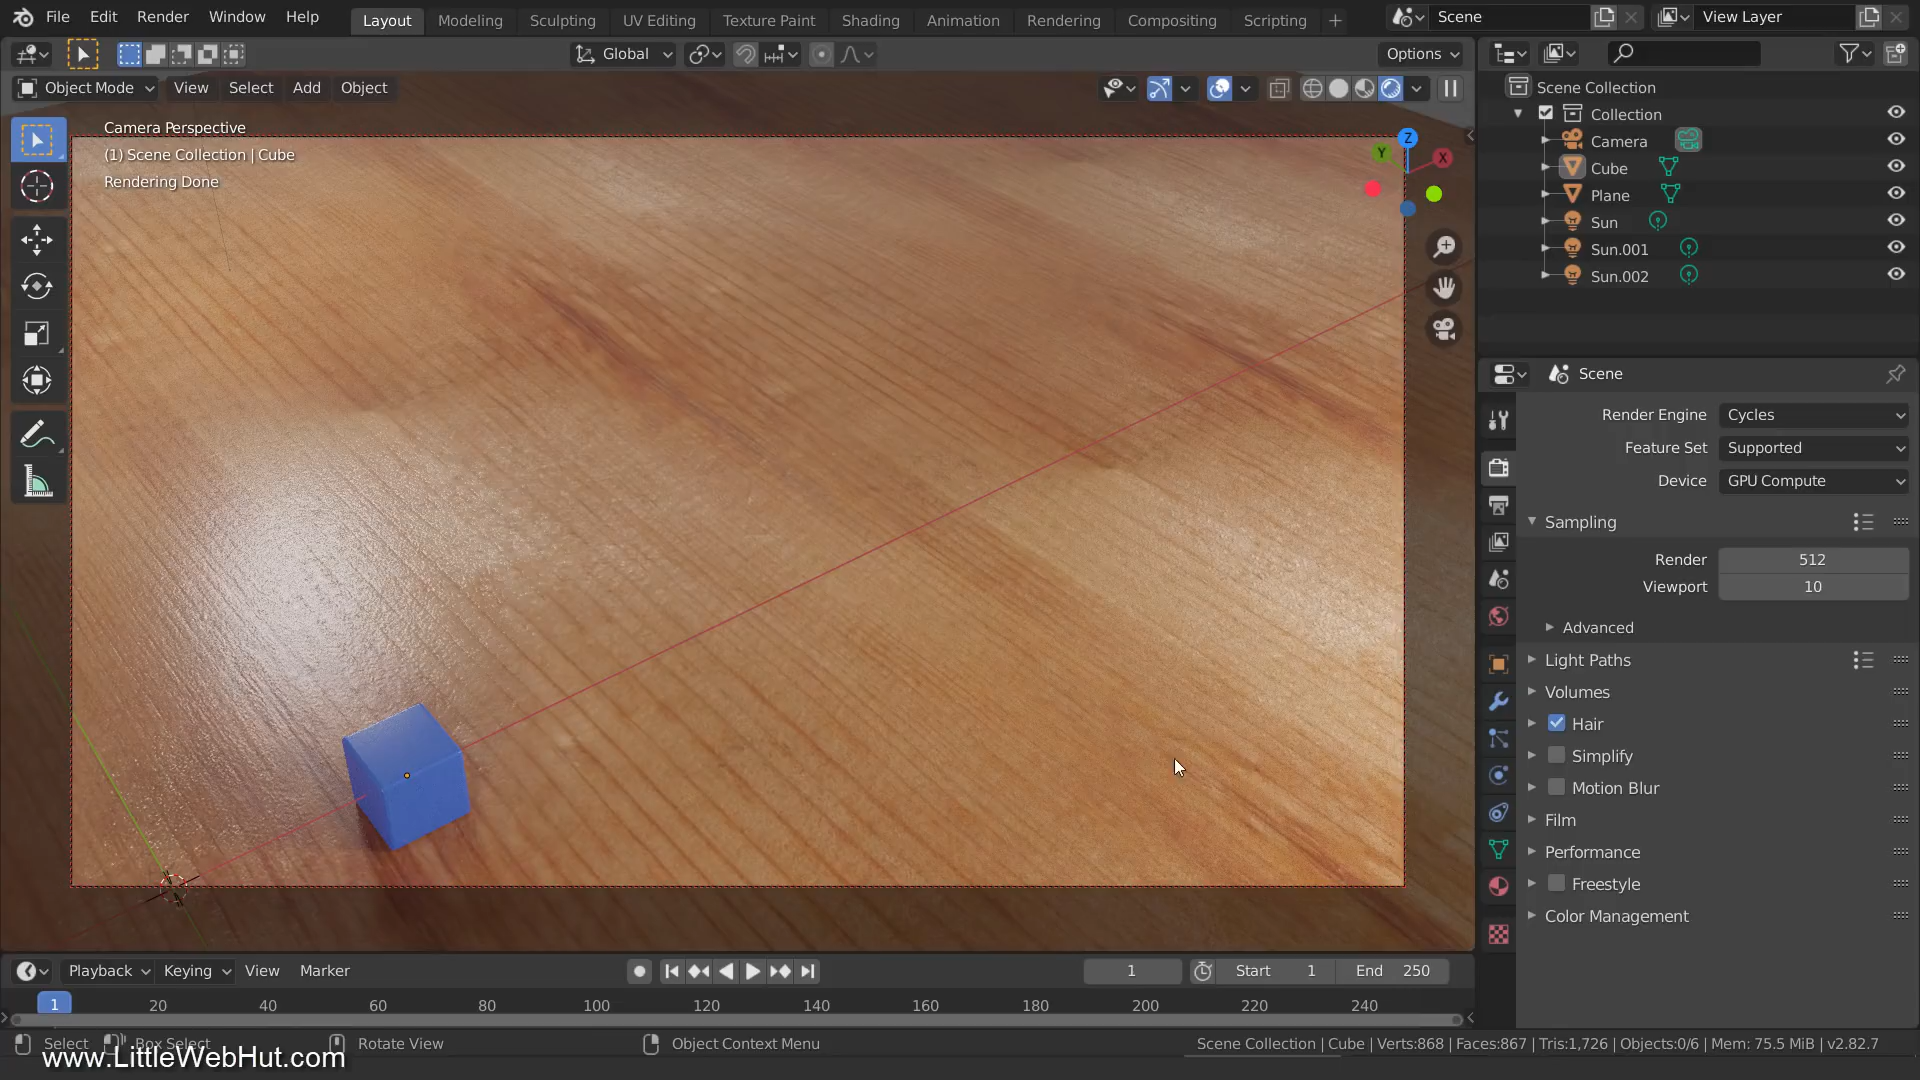 File Edit Render Window Help Layout Modeling Sculpting UV Editing Texture Paint Shading Animation Rendering Compositing Scripting + Scene View Layer
Global Options
Object Mode View Select Add Object
Camera Perspective
(1) Scene Collection | Cube
Rendering Done
Z
Y
X
Scene Collection
Collection
Camera
Cube
Plane
Sun
Sun.001
Sun.002
Scene
Render Engine Cycles
Feature Set Supported
Device GPU Compute
Sampling
Render 512
Viewport 10
Advanced
Light Paths
Volumes
Hair
Simplify
Motion Blur
Film
Performance
Freestyle
Color Management
Playback Keying View Marker 1 Start 1 End 250
1 20 40 60 80 100 120 140 160 180 200 220 240
Select Box Select Rotate View Object Context Menu Scene Collection | Cube | Verts:868 | Faces:867 | Tris:1,726 | Objects:0/6 | Mem: 75.5 MiB | v2.82.7
www.LittleWebHut.com